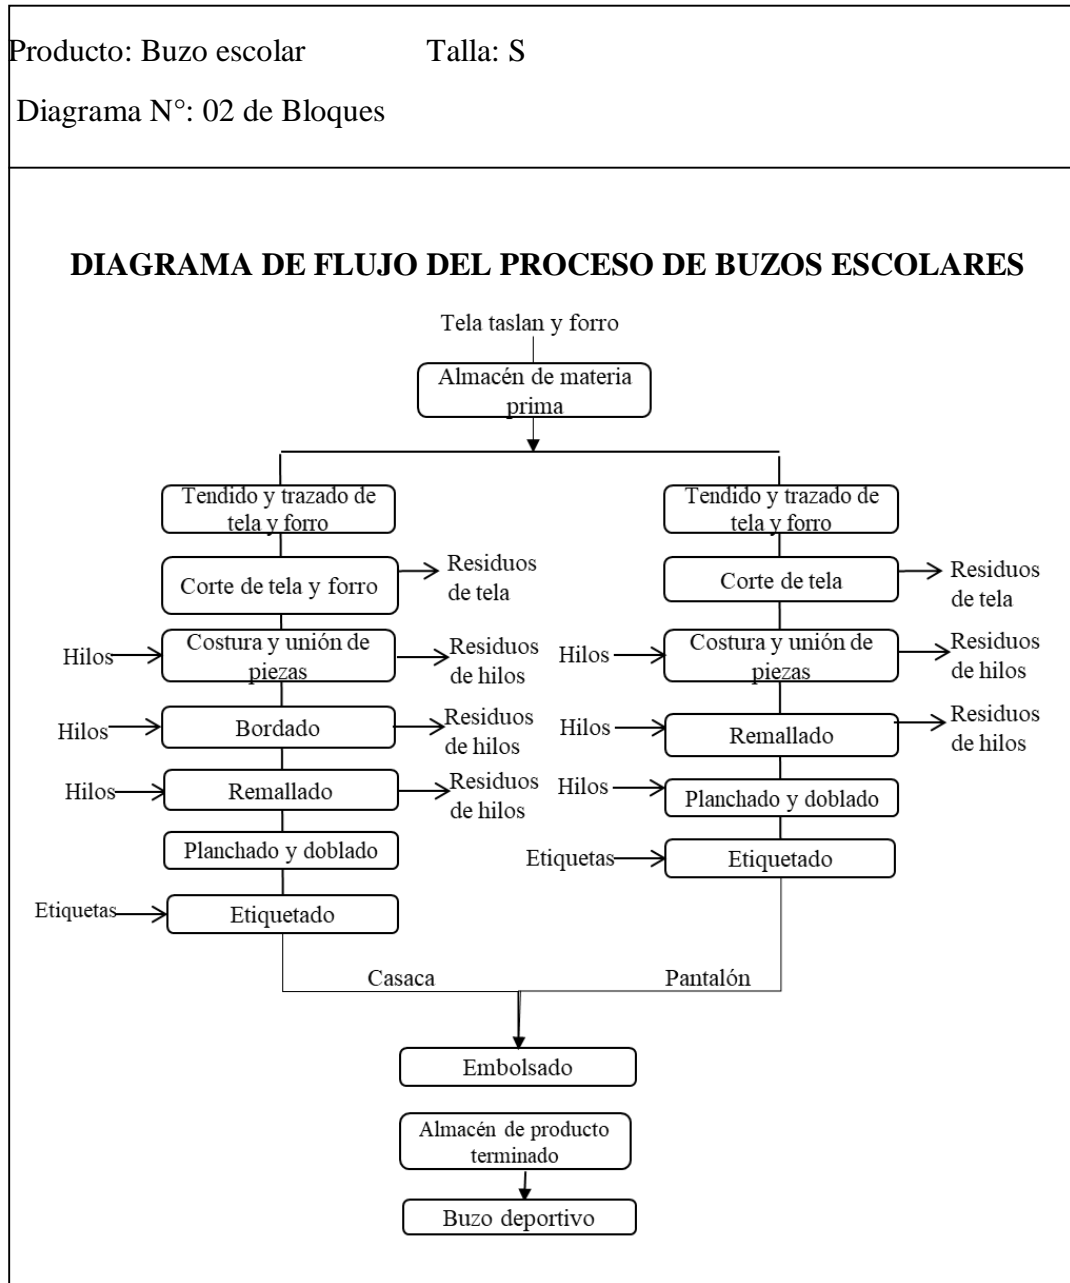 Producto: Buzo escolar Talla: S
Diagrama N°: 02 de Bloques
DIAGRAMA DE FLUJO DEL PROCESO DE BUZOS ESCOLARES
Tela taslan y forro
Almacén de materia
prima
Tendido y trazado de
tela y forro
Corte de tela y forro
Residuos
de tela
Hilos
Costura y unión de
piezas
Residuos
de hilos
Hilos
Bordado
Residuos
de hilos
Hilos
Remallado
Residuos
de hilos
Planchado y doblado
Etiquetas
Etiquetado
Casaca
Tendido y trazado de
tela y forro
Corte de tela
Residuos
de tela
Hilos
Costura y unión de
piezas
Residuos
de hilos
Hilos
Remallado
Residuos
de hilos
Hilos
Planchado y doblado
Etiquetas
Etiquetado
Pantalón
Embolsado
Almacén de producto
terminado
Buzo deportivo